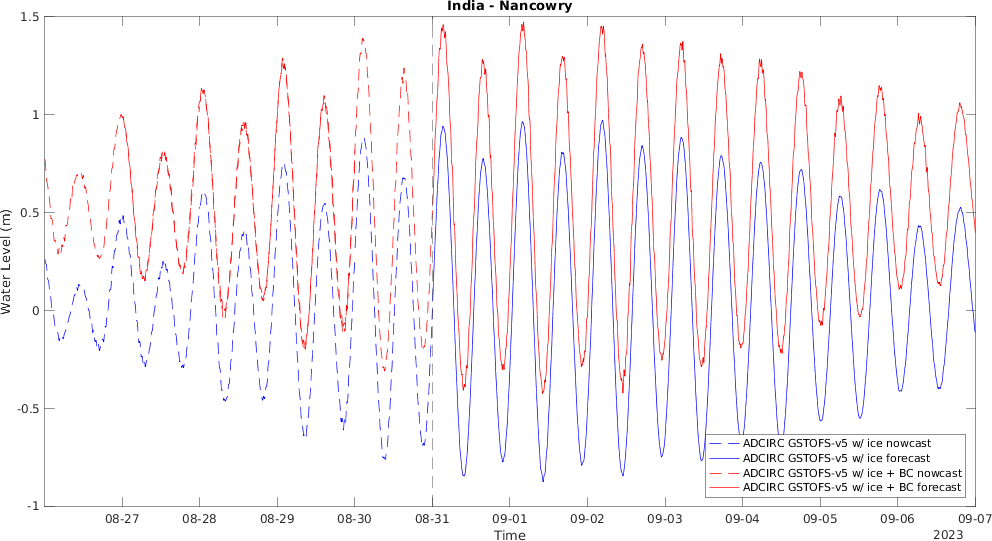 India - Nancowry
Water Level (m)
1.5
1
0.5
0
-0.5
-1
ADCIRC GSTOFS-v5 w/ ice nowcast
ADCIRC GSTOFS-v5 w/ ice forecast
ADCIRC GSTOFS-v5 w/ ice + BC nowcast
ADCIRC GSTOFS-v5 w/ ice + BC forecast
08-27 08-28 08-29 08-30 08-31 09-01 09-02 09-03 09-04 09-05 09-06 09-07
Time
2023